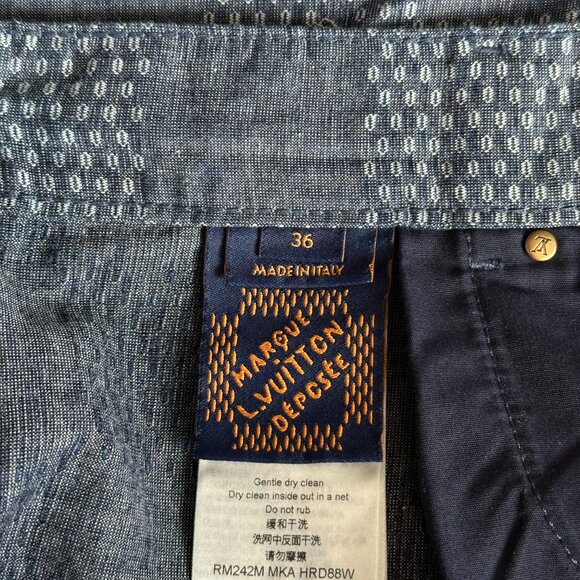 36
MADE IN ITALY
MARQUE
L. VUITTON
DÉPOSÉE
Gentle dry clean
Dry clean inside out in a net
Do not rub
缓和干洗
洗网中反面干洗
请勿摩擦
RM242M MKA HRD88W
LV